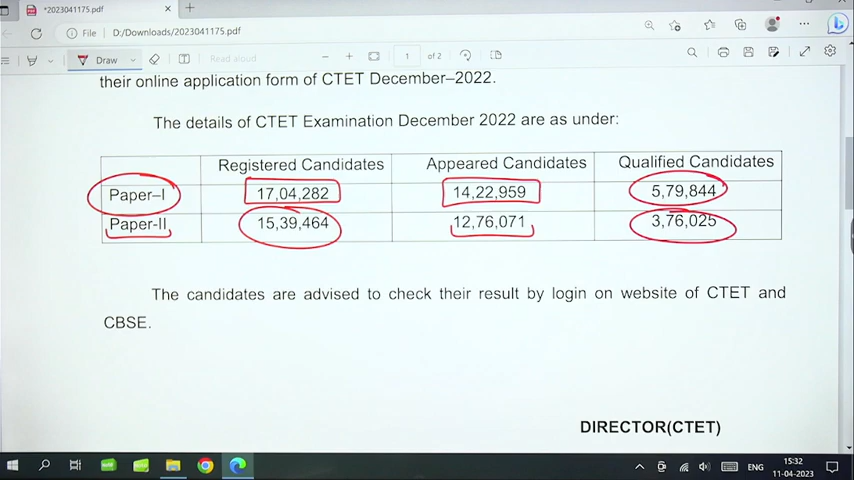 *2023041175.pdf
File D:/Downloads/2023041175.pdf
Draw Read aloud 1 of 2
their online application form of CTET December–2022.
The details of CTET Examination December 2022 are as under:
Registered Candidates Appeared Candidates Qualified Candidates
Paper–I 17,04,282 14,22,959 5,79,844
Paper-II 15,39,464 12,76,071 3,76,025
The candidates are advised to check their result by login on website of CTET and
CBSE.
DIRECTOR(CTET)
ENG 15:32
11-04-2023